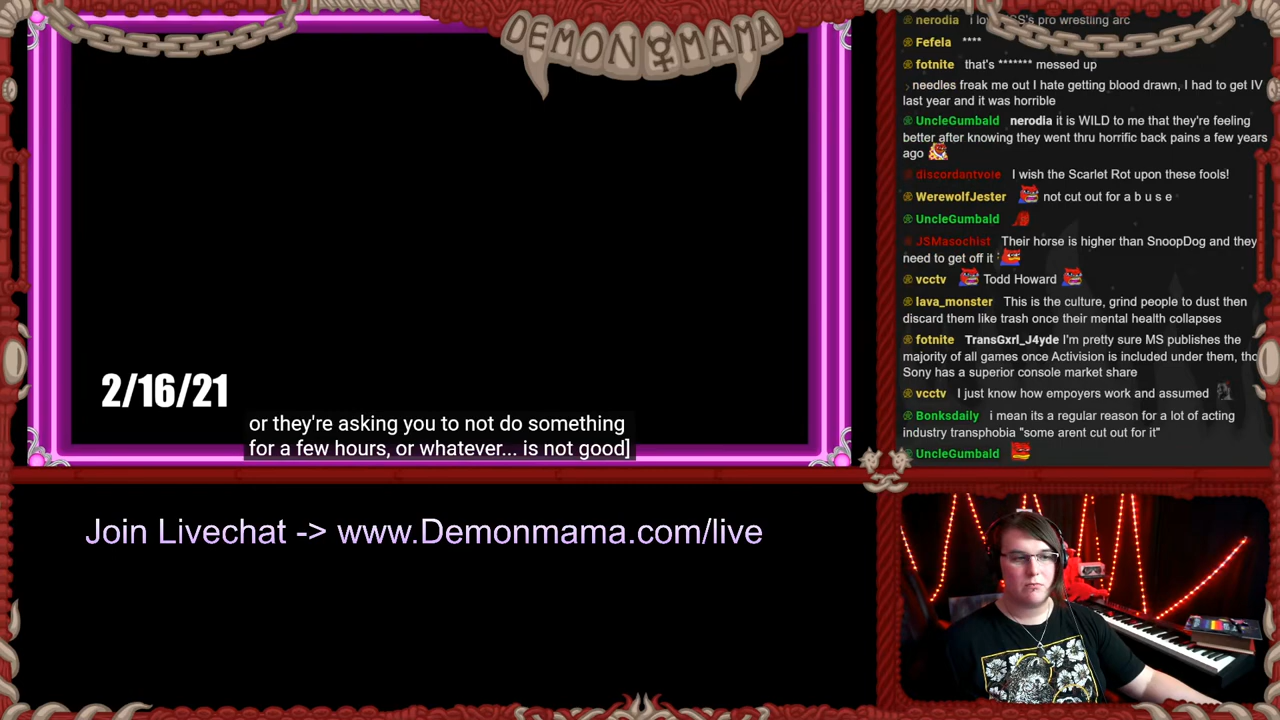 DEMON MAMA
2/16/21
or they're asking you to not do something
for a few hours, or whatever... is not good]
Join Livechat -> www.Demonmama.com/live
nerodia i lo SS's pro wrestling arc
Fefela ****
fotnite that's ******* messed up
needles freak me out I hate getting blood drawn, I had to get IV
last year and it was horrible
UncleGumbald nerodia it is WILD to me that they're feeling
better after knowing they went thru horrific back pains a few years
ago
discordantvoie I wish the Scarlet Rot upon these fools!
WerewolfJester not cut out for a b u s e
UncleGumbald
JSMasochist Their horse is higher than SnoopDog and they
need to get off it
vcctv Todd Howard
lava_monster This is the culture, grind people to dust then
discard them like trash once their mental health collapses
fotnite TransGxrl_J4yde I'm pretty sure MS publishes the
majority of all games once Activision is included under them, tho
Sony has a superior console market share
vcctv I just know how empoyers work and assumed
Bonksdaily i mean its a regular reason for a lot of acting
industry transphobia "some arent cut out for it"
UncleGumbald